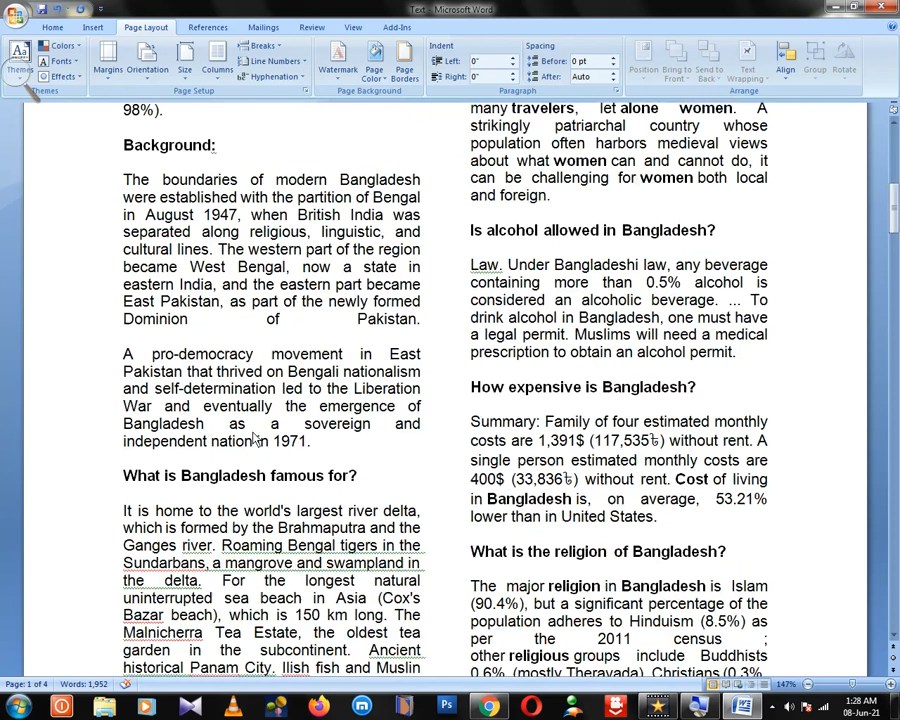 Text - Microsoft Word
Home Insert Page Layout References Mailings Review View Add-Ins
Themes
Colors
Fonts
Effects
Themes
Margins
Orientation
Size
Columns
Breaks
Line Numbers
Hyphenation
Page Setup
Watermark
Page Color
Page Borders
Page Background
Indent
Left: 0"
Right: 0"
Spacing
Before: 0 pt
After: Auto
Paragraph
Position
Bring to Front
Send to Back
Text Wrapping
Align
Group
Rotate
Arrange
98%).
Background:
The boundaries of modern Bangladesh
were established with the partition of Bengal
in August 1947, when British India was
separated along religious, linguistic, and
cultural lines. The western part of the region
became West Bengal, now a state in
eastern India, and the eastern part became
East Pakistan, as part of the newly formed
Dominion of Pakistan.
A pro-democracy movement in East
Pakistan that thrived on Bengali nationalism
and self-determination led to the Liberation
War and eventually the emergence of
Bangladesh as a sovereign and
independent nation in 1971.
What is Bangladesh famous for?
It is home to the world's largest river delta,
which is formed by the Brahmaputra and the
Ganges river. Roaming Bengal tigers in the
Sundarbans, a mangrove and swampland in
the delta. For the longest natural
uninterrupted sea beach in Asia (Cox's
Bazar beach), which is 150 km long. The
Malnicherra Tea Estate, the oldest tea
garden in the subcontinent. Ancient
historical Panam City. Ilish fish and Muslin
many travelers, let alone women. A
strikingly patriarchal country whose
population often harbors medieval views
about what women can and cannot do, it
can be challenging for women both local
and foreign.
Is alcohol allowed in Bangladesh?
Law. Under Bangladeshi law, any beverage
containing more than 0.5% alcohol is
considered an alcoholic beverage. ... To
drink alcohol in Bangladesh, one must have
a legal permit. Muslims will need a medical
prescription to obtain an alcohol permit.
How expensive is Bangladesh?
Summary: Family of four estimated monthly
costs are 1,391$ (117,535৳) without rent. A
single person estimated monthly costs are
400$ (33,836৳) without rent. Cost of living
in Bangladesh is, on average, 53.21%
lower than in United States.
What is the religion of Bangladesh?
The major religion in Bangladesh is Islam
(90.4%), but a significant percentage of the
population adheres to Hinduism (8.5%) as
per the 2011 census ;
other religious groups include Buddhists
0.6%, (mostly Theravada), Christians (0.3%,
Page: 1 of 4 Words: 1,952
147%
1:28 AM
08-Jun-21